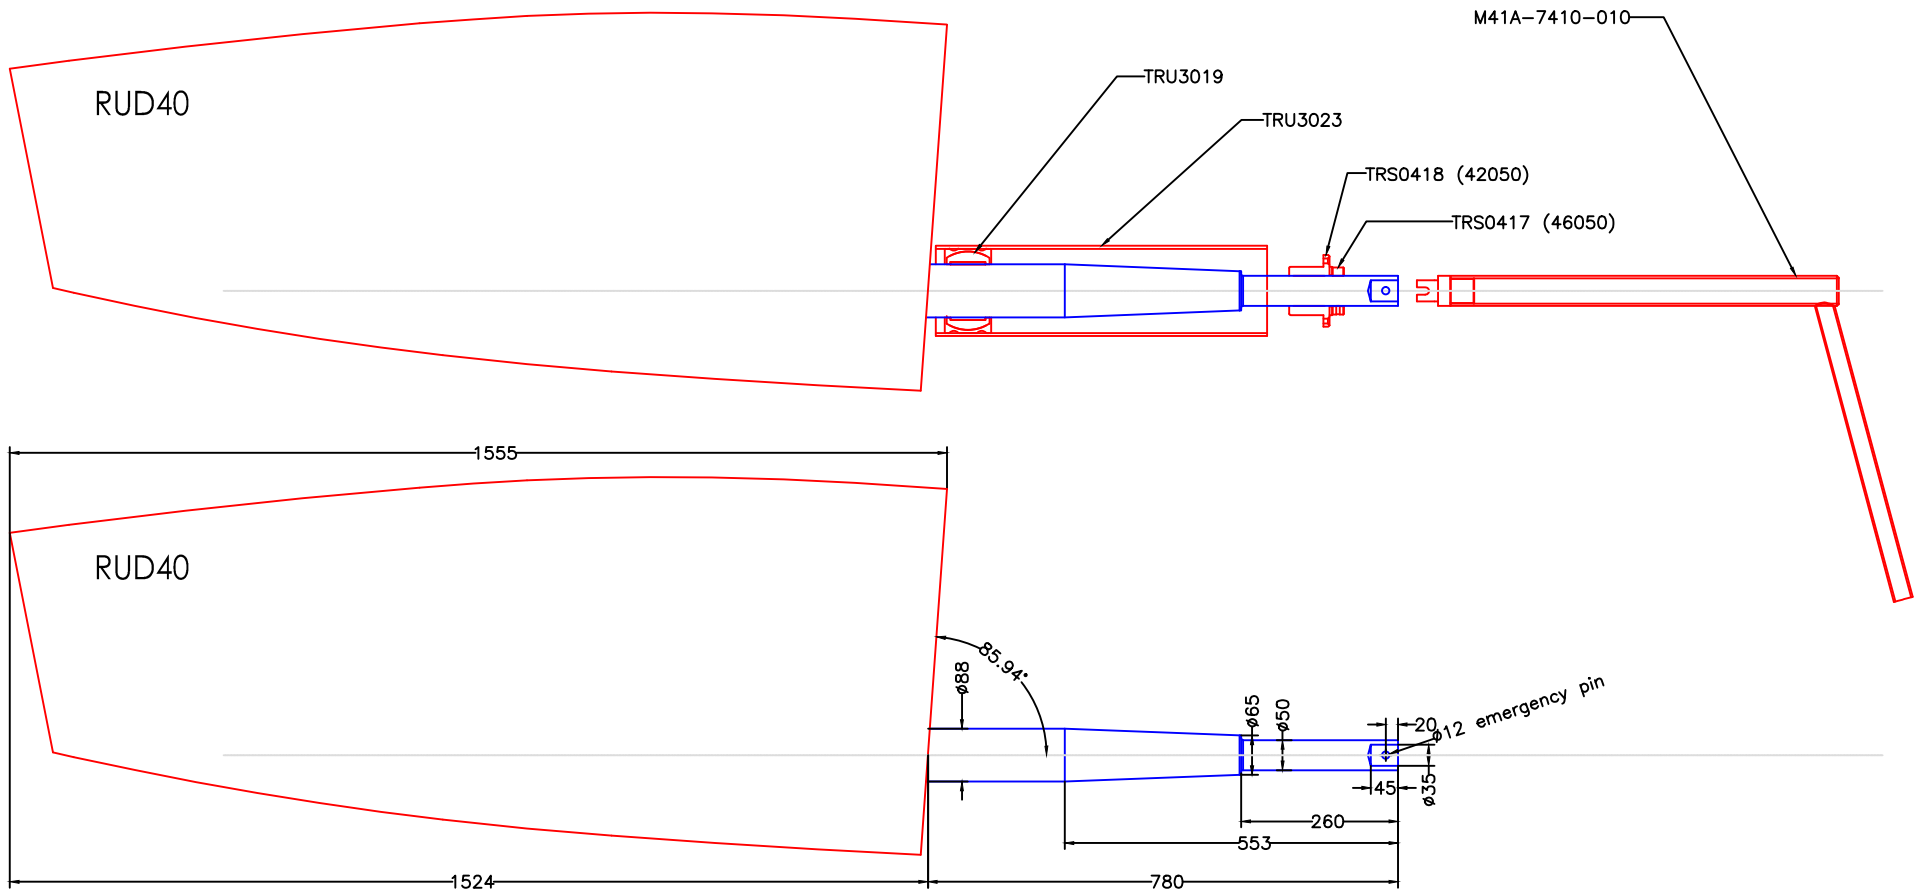 M41A-7410-010
TRU3019
RUD40
TRU3023
TRS0418 (42050)
TRS0417 (46050)
1555
RUD40
85.94°
ø88
ø65
ø50
20
ø12 emergency pin
45
ø35
260
553
1524
780